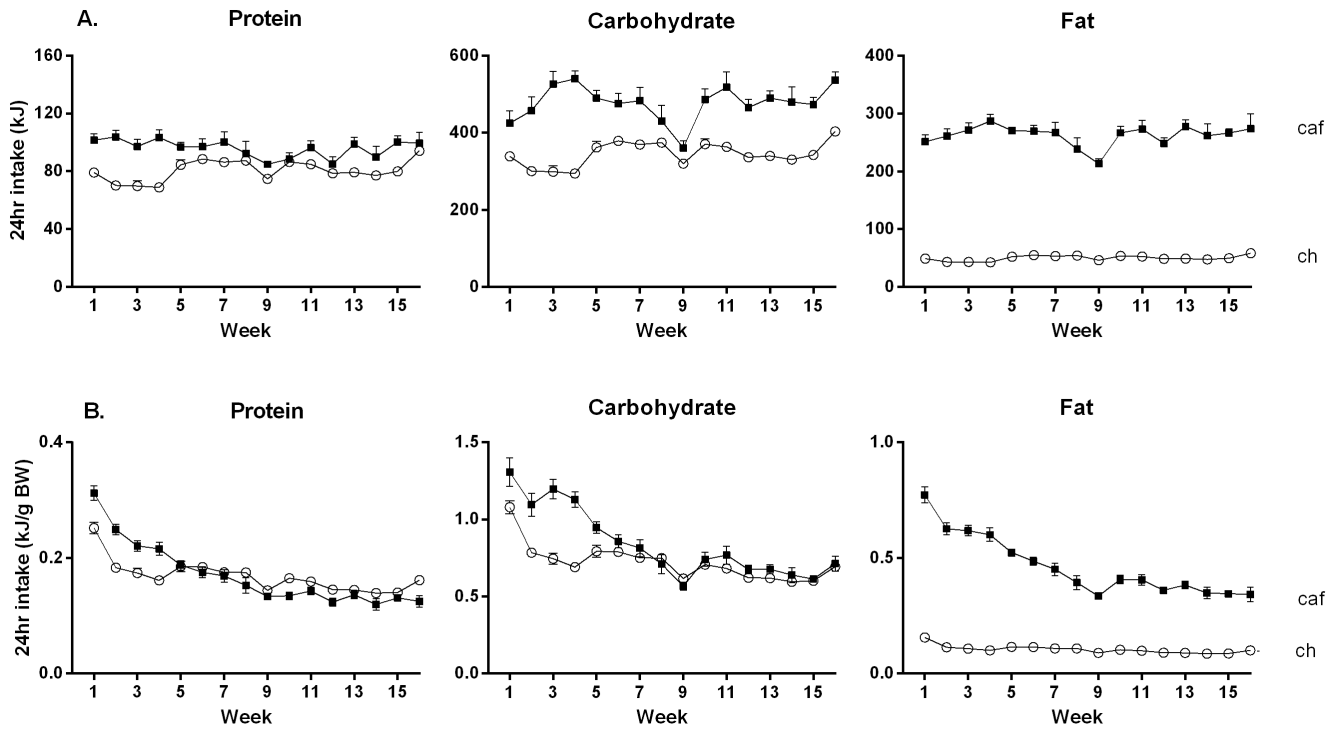 A.
Protein
Carbohydrate
Fat
24hr intake (kJ)
160
120
80
40
0
1 3 5 7 9 11 13 15
Week
600
400
200
0
1 3 5 7 9 11 13 15
Week
400
300
200
100
0
1 3 5 7 9 11 13 15
Week
caf
ch
B.
Protein
Carbohydrate
Fat
24hr intake (kJ/g BW)
0.4
0.2
0.0
1 3 5 7 9 11 13 15
Week
1.5
1.0
0.5
0.0
1 3 5 7 9 11 13 15
Week
1.0
0.5
0.0
1 3 5 7 9 11 13 15
Week
caf
ch